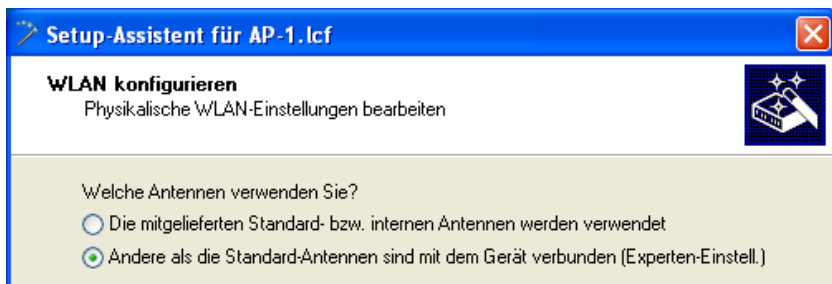 Setup-Assistent für AP-1.lcf
WLAN konfigurieren
Physikalische WLAN-Einstellungen bearbeiten
Welche Antennen verwenden Sie?
Die mitgelieferten Standard- bzw. internen Antennen werden verwendet
Andere als die Standard-Antennen sind mit dem Gerät verbunden (Experten-Einstell.)